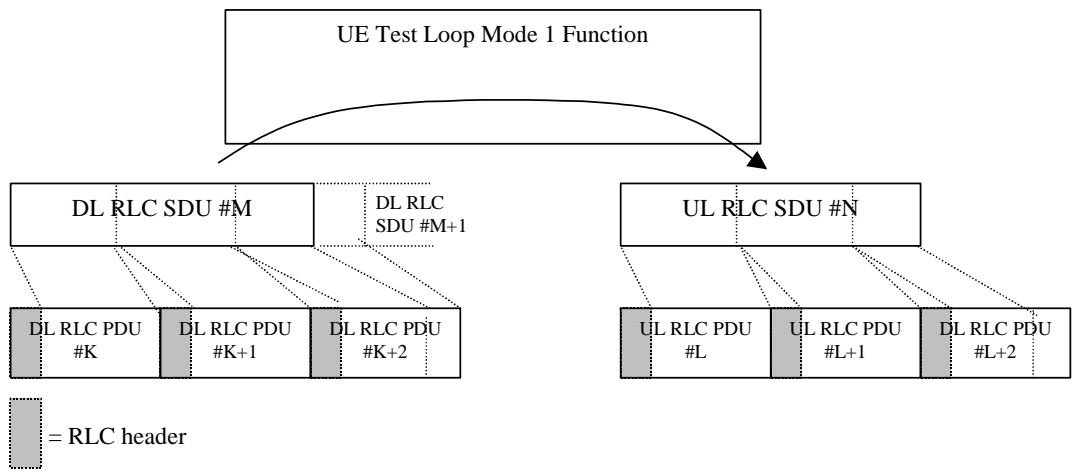 UE Test Loop Mode 1 Function
DL RLC SDU #M
DL RLC
SDU #M+1
UL RLC SDU #N
DL RLC PDU
#K
DL RLC PDU
#K+1
DL RLC PDU
#K+2
UL RLC PDU
#L
UL RLC PDU
#L+1
DL RLC PDU
#L+2
= RLC header